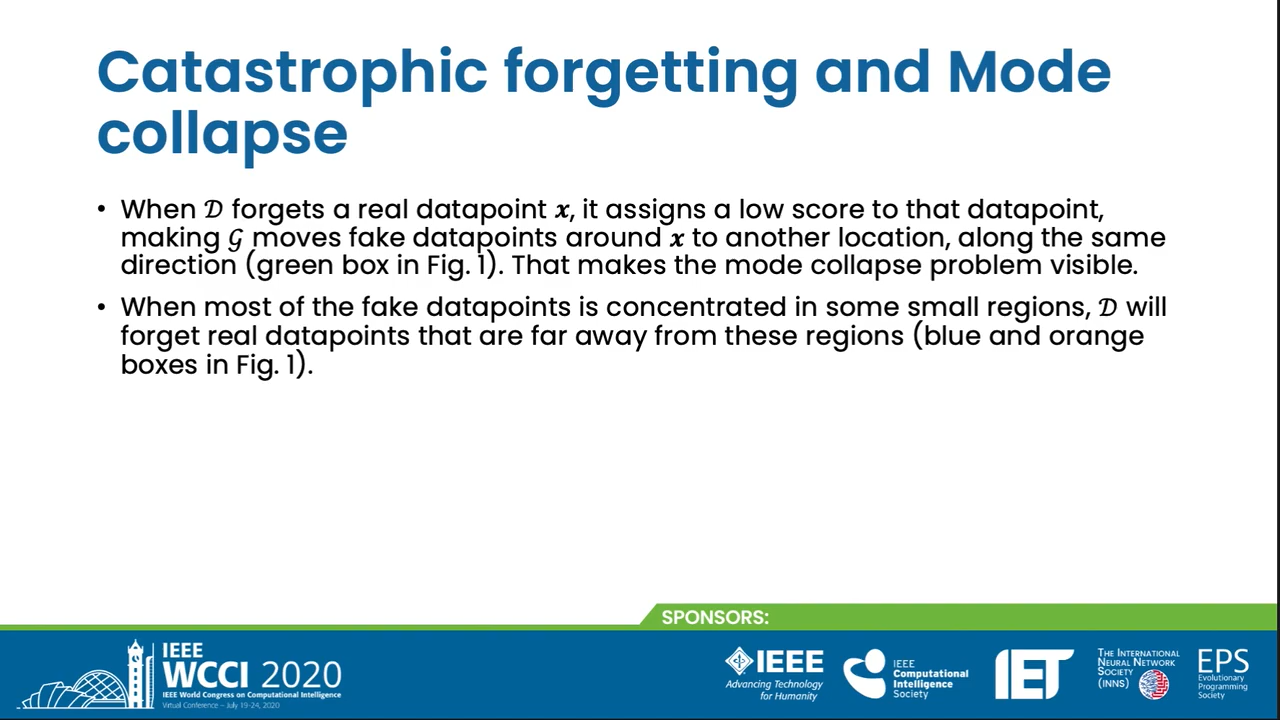 Catastrophic forgetting and Mode
collapse
• When 𝒟 forgets a real datapoint 𝒙, it assigns a low score to that datapoint,
making 𝒢 moves fake datapoints around 𝒙 to another location, along the same
direction (green box in Fig. 1). That makes the mode collapse problem visible.
• When most of the fake datapoints is concentrated in some small regions, 𝒟 will
forget real datapoints that are far away from these regions (blue and orange
boxes in Fig. 1).
SPONSORS:
IEEE
WCCI 2020
IEEE World Congress on Computational Intelligence
Virtual Conference – July 19-24, 2020
IEEE
Advancing Technology
for Humanity
IEEE
Computational
Intelligence
Society
IET
The International
Neural Network
Society
(INNS)
EPS
Evolutionary
Programming
Society